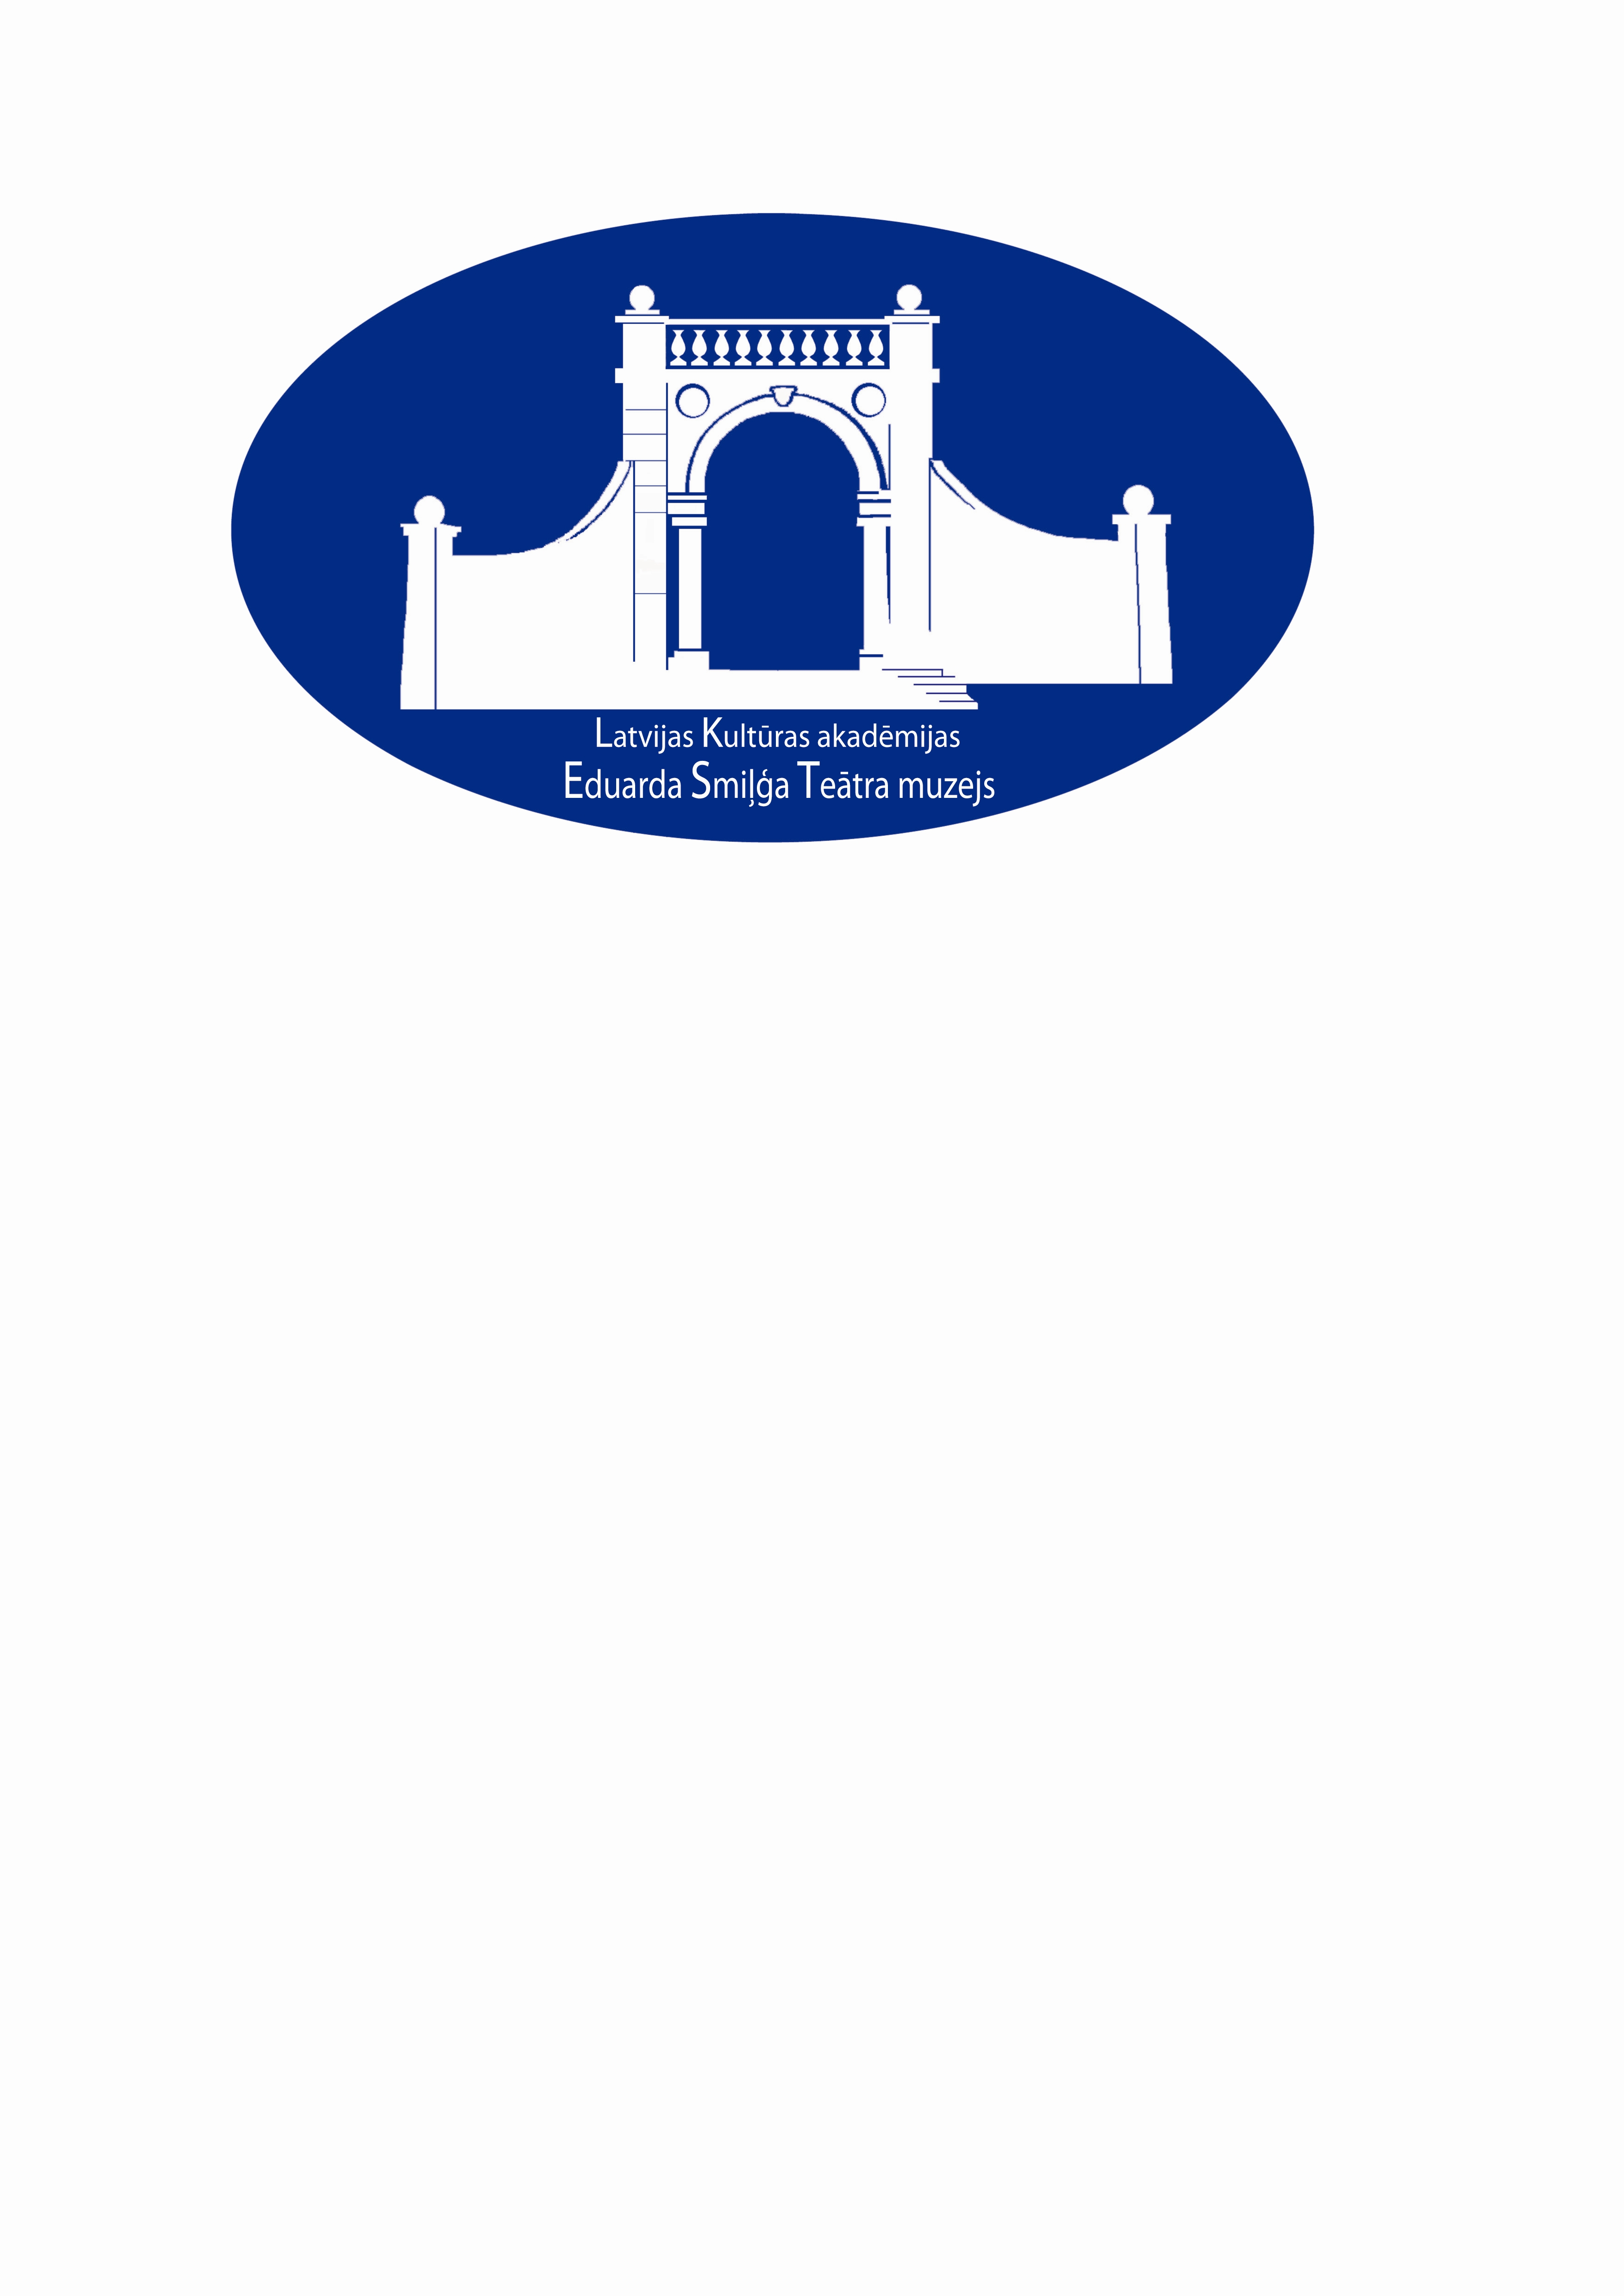 Latvijas Kultūras akadēmijas
Eduarda Smiļģa Teātra muzejs